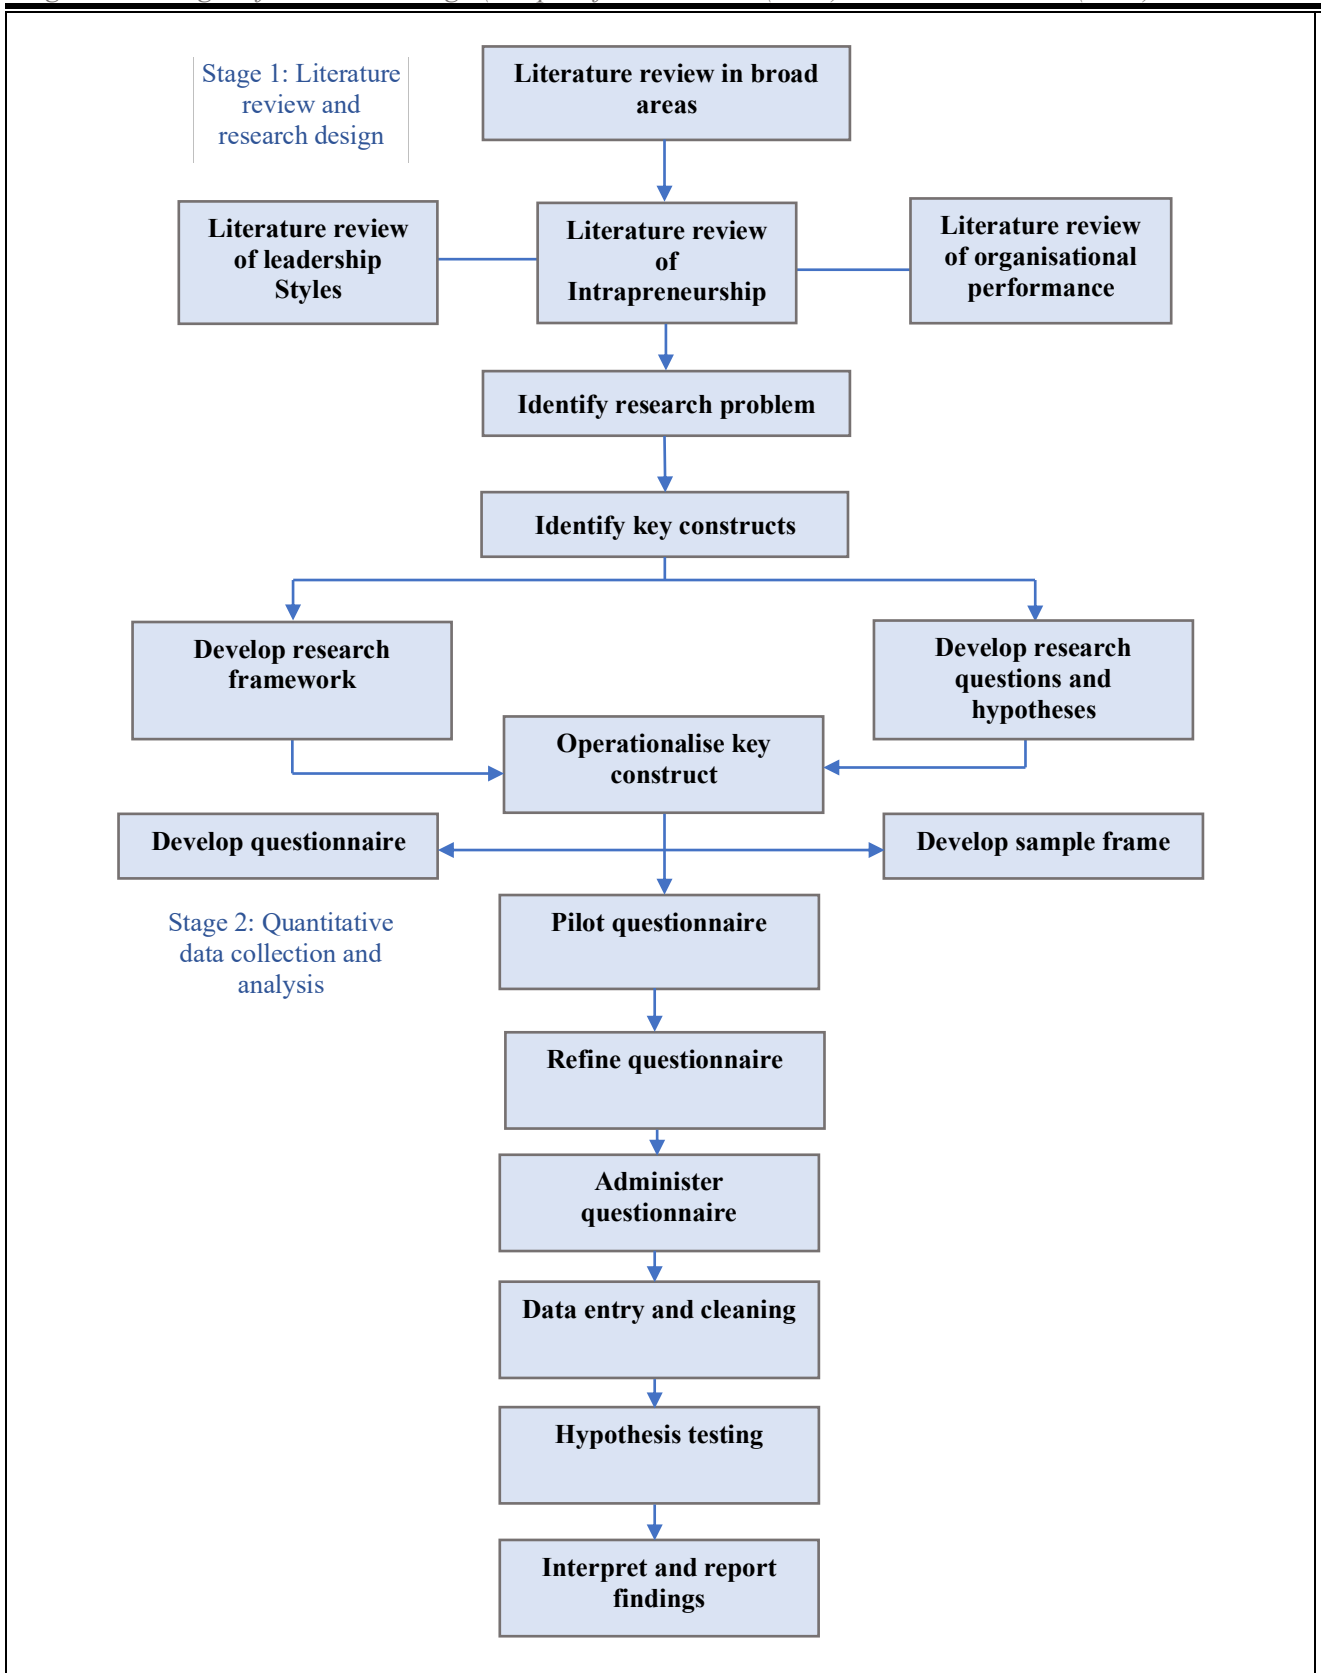 Stage 1: Literature
review and
research design
Literature review in broad
areas
Literature review
of leadership
Styles
Literature review
of
Intrapreneurship
Literature review
of organisational
performance
Identify research problem
Identify key constructs
Develop research
framework
Develop research
questions and
hypotheses
Operationalise key
construct
Develop questionnaire
Develop sample frame
Stage 2: Quantitative
data collection and
analysis
Pilot questionnaire
Refine questionnaire
Administer
questionnaire
Data entry and cleaning
Hypothesis testing
Interpret and report
findings